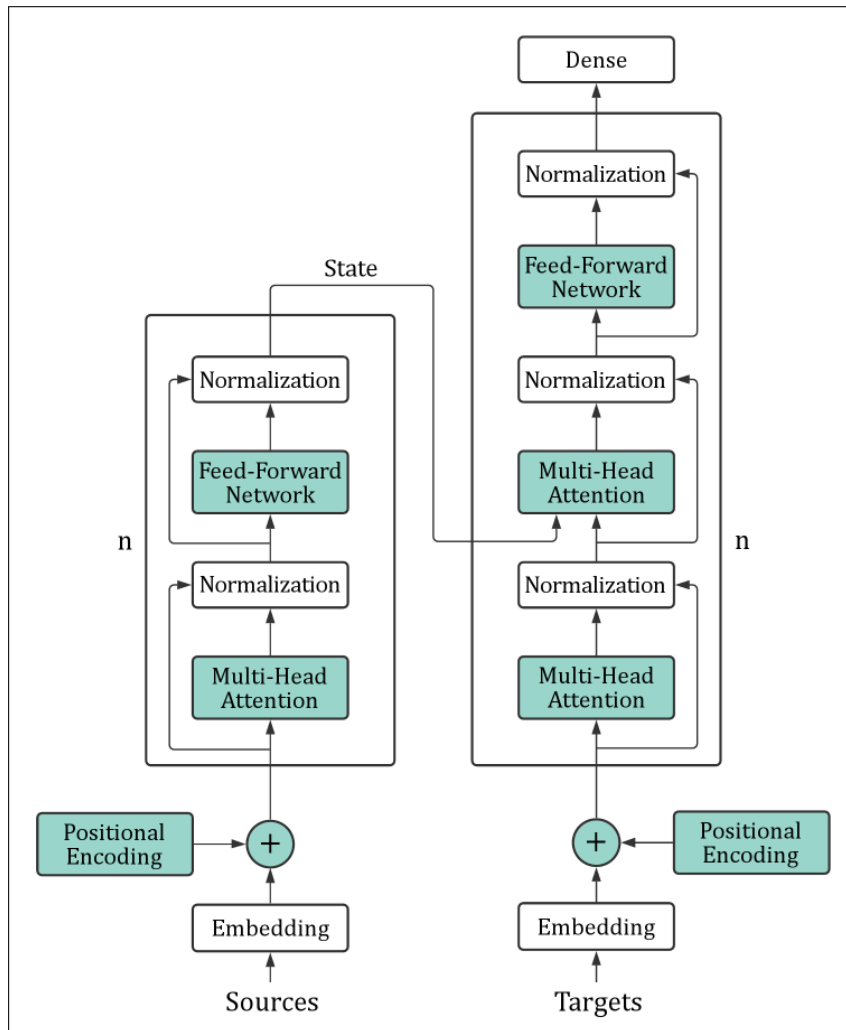 Dense
Normalization
Feed-Forward
Network
State
Normalization
Normalization
Feed-Forward
Network
Multi-Head
Attention
n
n
Normalization
Normalization
Multi-Head
Attention
Multi-Head
Attention
Positional
Encoding
+
+
Positional
Encoding
Embedding
Embedding
Sources
Targets